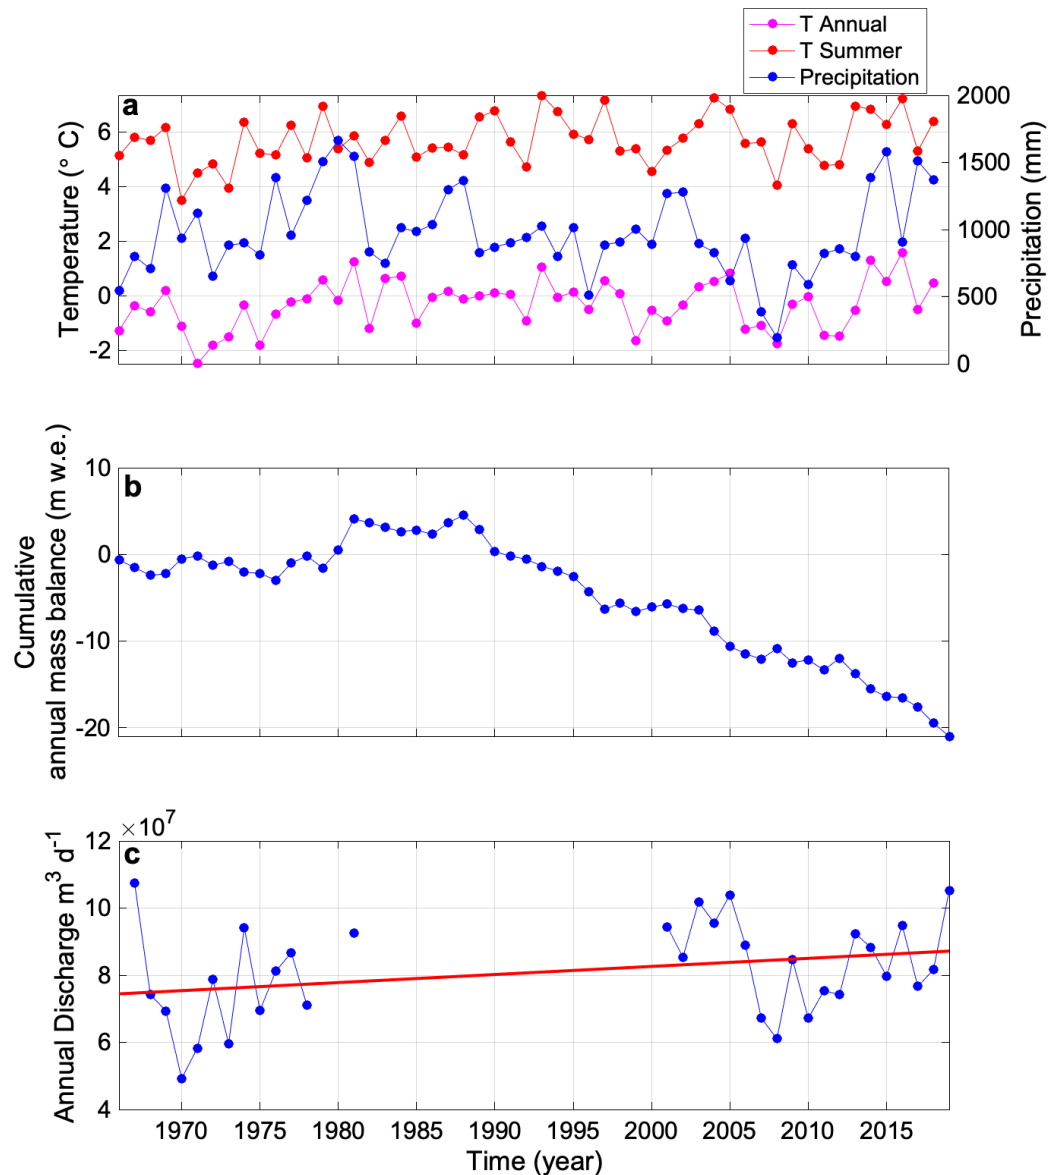 T Annual
T Summer
Precipitation
a
6
4
2
0
-2
Temperature (° C)
2000
1500
1000
500
0
Precipitation (mm)
b
10
0
-10
-20
Cumulative
annual mass balance (m w.e.)
×10⁷
c
12
10
8
6
4
Annual Discharge m³ d⁻¹
1970 1975 1980 1985 1990 1995 2000 2005 2010 2015
Time (year)